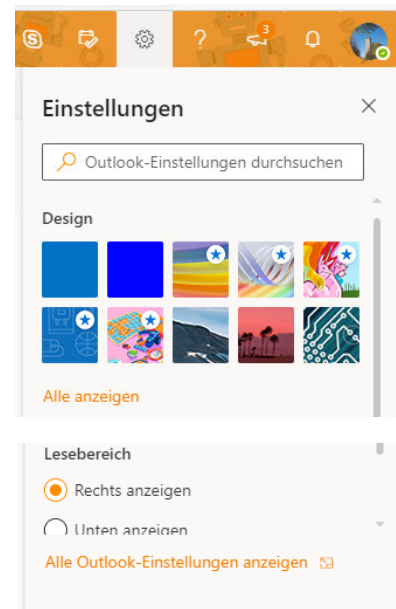 3
Einstellungen
Outlook-Einstellungen durchsuchen
Design
Alle anzeigen
Lesebereich
Rechts anzeigen
Unten anzeigen
Alle Outlook-Einstellungen anzeigen